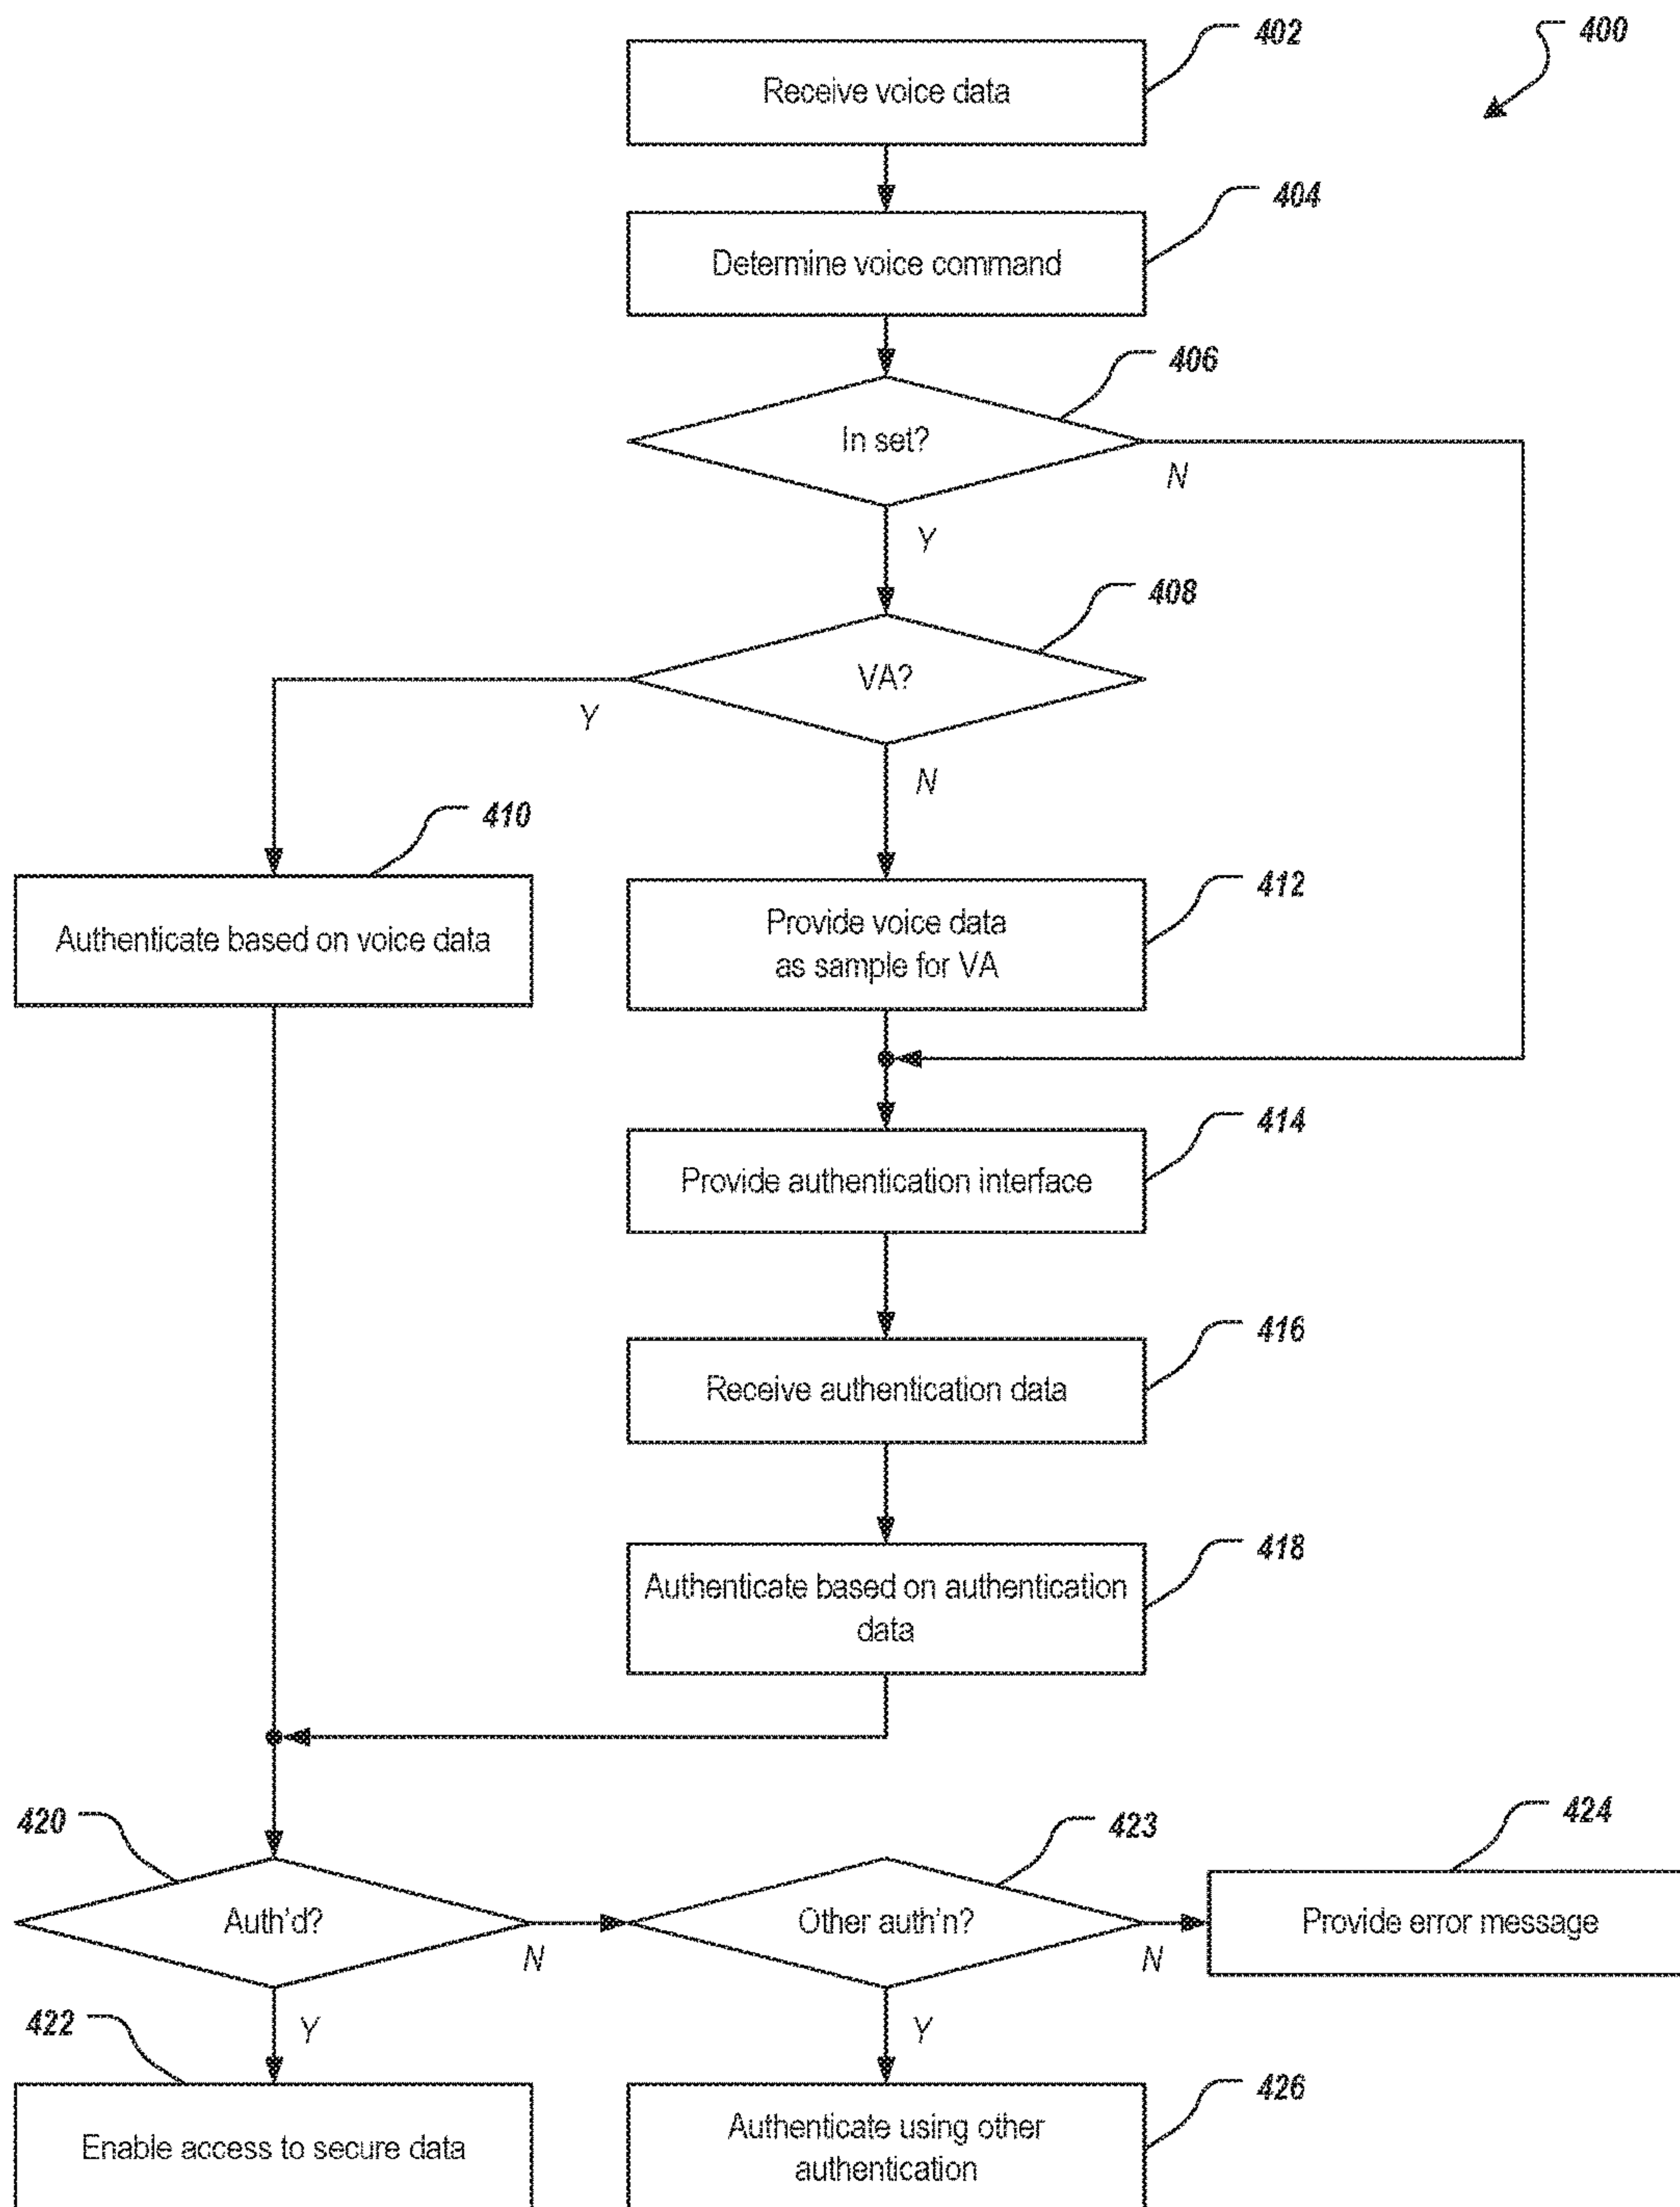 402
400
Receive voice data
404
Determine voice command
406
In set?
N
Y
408
VA?
Y
N
410
412
Authenticate based on voice data
Provide voice data
as sample for VA
414
Provide authentication interface
416
Receive authentication data
418
Authenticate based on authentication
data
420
423
424
Auth'd?
Other auth'n?
Provide error message
N
N
422
Y
Y
426
Enable access to secure data
Authenticate using other
authentication